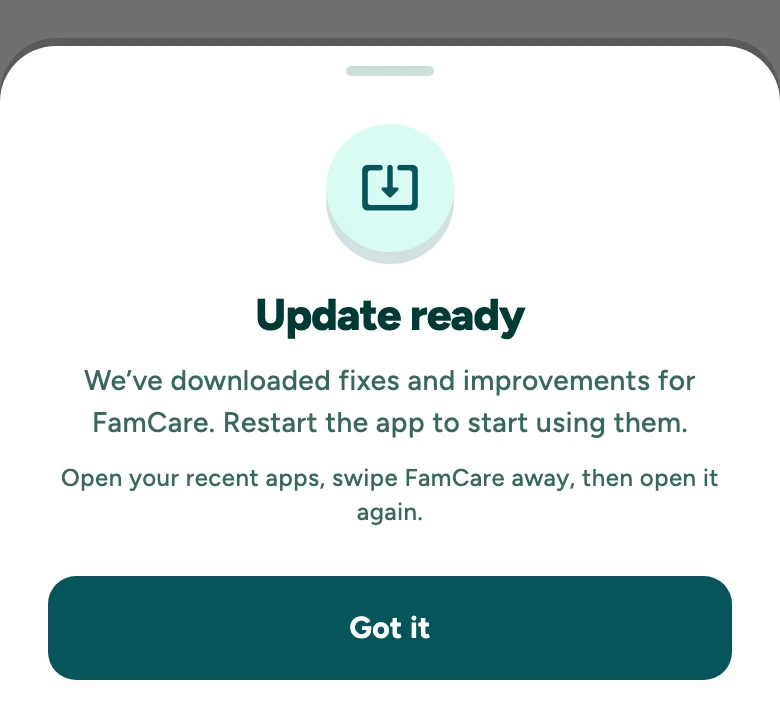 Update ready
We’ve downloaded fixes and improvements for
FamCare. Restart the app to start using them.
Open your recent apps, swipe FamCare away, then open it
again.
Got it